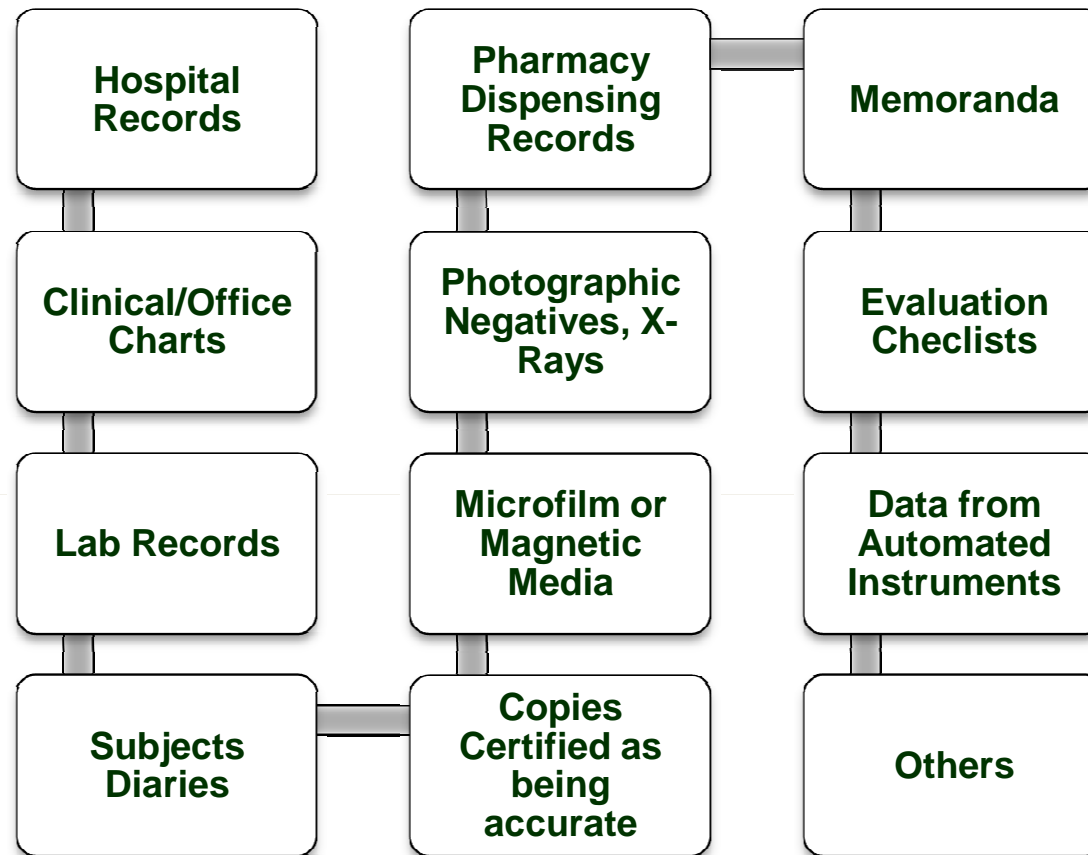 Hospital
Records
Clinical/Office
Charts
Lab Records
Subjects
Diaries
Copies
Certified as
being
accurate
Microfilm or
Magnetic
Media
Photographic
Negatives, X-
Rays
Pharmacy
Dispensing
Records
Memoranda
Evaluation
Checlists
Data from
Automated
Instruments
Others